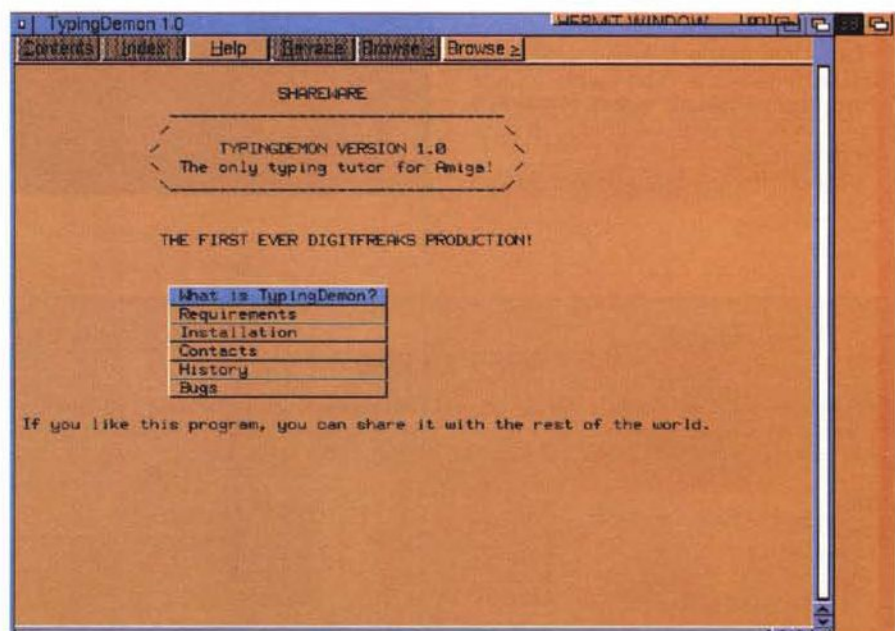 TypingDemon 1.0
HERMIT WINDOW
Contents Index Help Retrace Browse < Browse >
SHAREWARE
TYPINGDEMON VERSION 1.0
The only typing tutor for Amiga!
THE FIRST EVER DIGITFREAKS PRODUCTION!
What is TypingDemon?
Requirements
Installation
Contacts
History
Bugs
If you like this program, you can share it with the rest of the world.